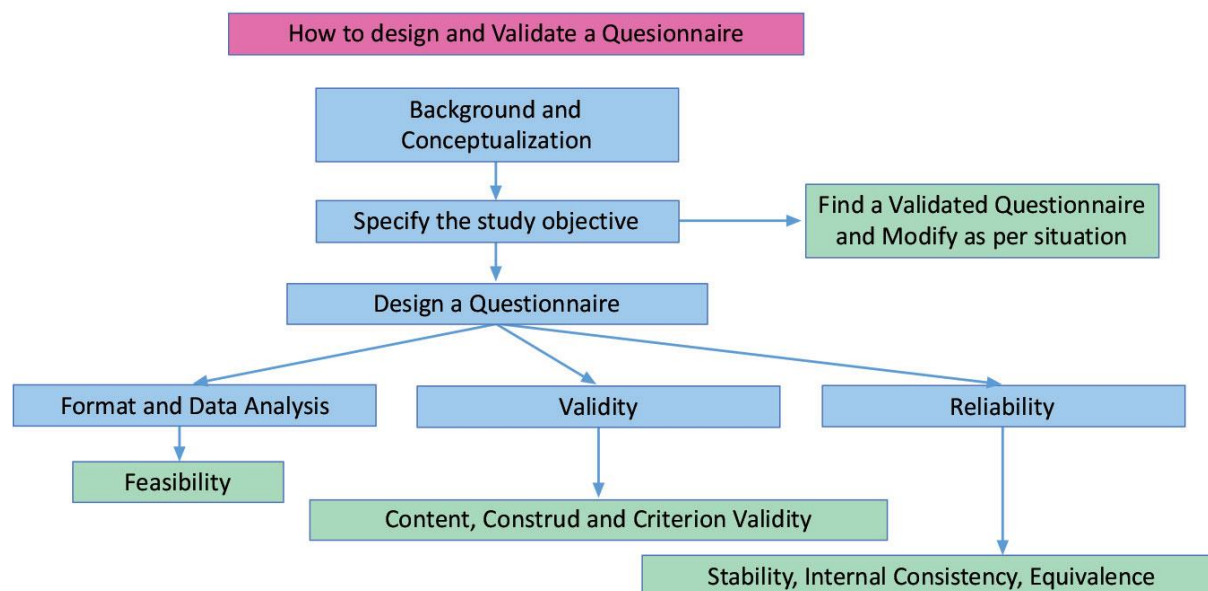 How to design and Validate a Quesionnaire
Background and
Conceptualization
Specify the study objective
Find a Validated Questionnaire
and Modify as per situation
Design a Questionnaire
Format and Data Analysis
Validity
Reliability
Feasibility
Content, Construd and Criterion Validity
Stability, Internal Consistency, Equivalence